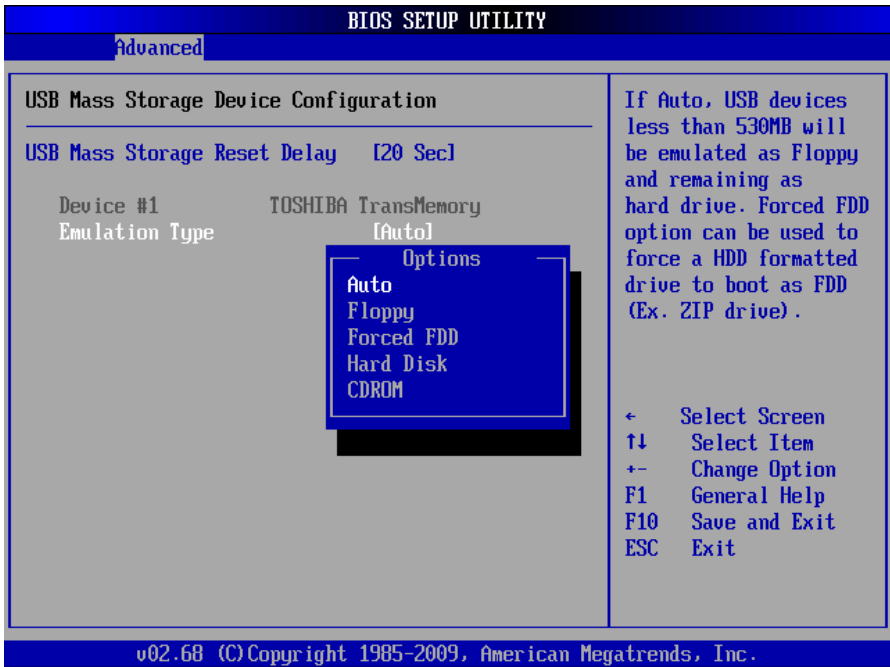 BIOS SETUP UTILITY
Advanced
USB Mass Storage Device Configuration
USB Mass Storage Reset Delay [20 Sec]
Device #1 TOSHIBA TransMemory
Emulation Type [Auto]
Options
Auto
Floppy
Forced FDD
Hard Disk
CDROM
If Auto, USB devices
less than 530MB will
be emulated as Floppy
and remaining as
hard drive. Forced FDD
option can be used to
force a HDD formatted
drive to boot as FDD
(Ex. ZIP drive).
← Select Screen
↑↓ Select Item
+- Change Option
F1 General Help
F10 Save and Exit
ESC Exit
v02.68 (C)Copyright 1985-2009, American Megatrends, Inc.